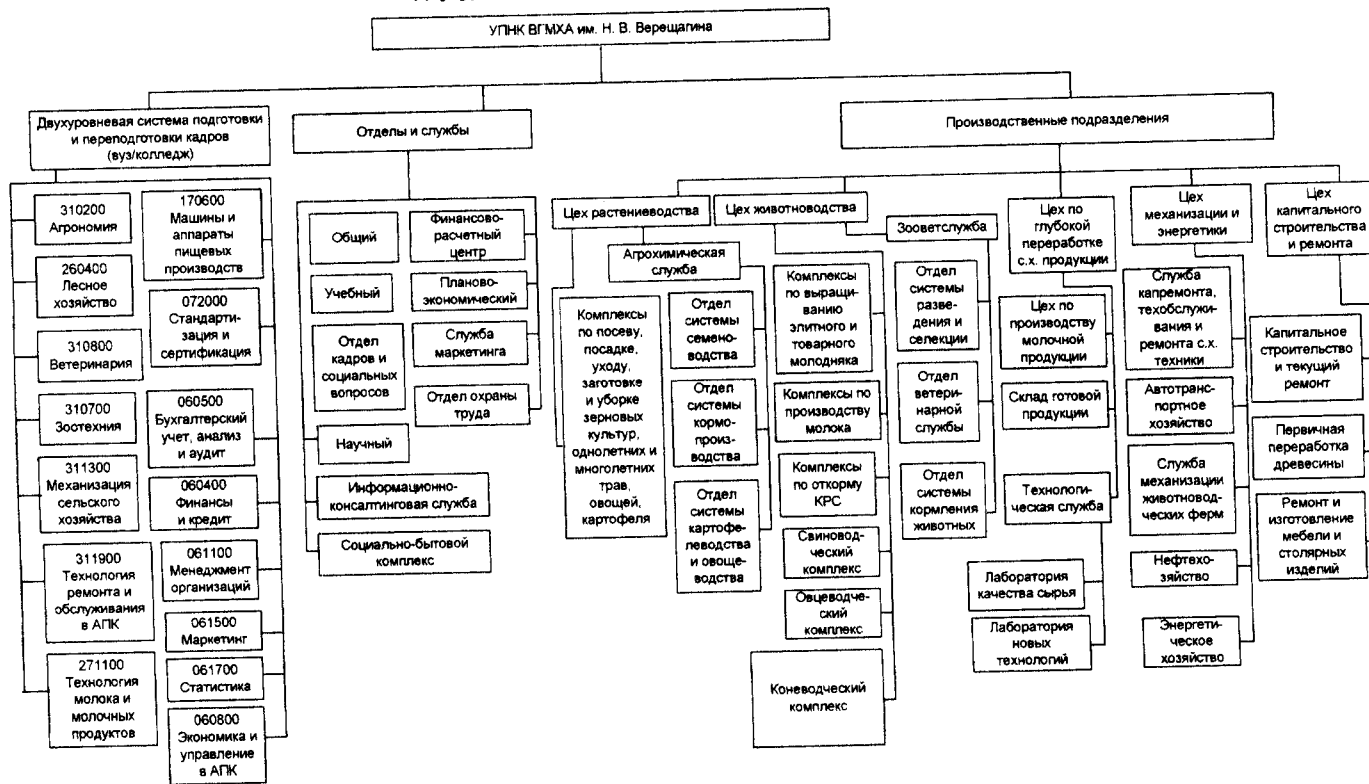 УПНК ВГМХА им. Н. В. Верещагина
Двухуровневая система подготовки
и переподготовки кадров
(вуз/колледж)
310200
Агрономия
260400
Лесное
хозяйство
310800
Ветеринария
310700
Зоотехния
311300
Механизация
сельского
хозяйства
311900
Технология
ремонта и
обслуживания
в АПК
271100
Технология
молока и
молочных
продуктов
170600
Машины и
аппараты
пищевых
производств
072000
Стандарти-
зация и
сертификация
060500
Бухгалтерский
учет, анализ
и аудит
060400
Финансы
и кредит
061100
Менеджмент
организаций
061500
Маркетинг
061700
Статистика
060800
Экономика и
управление
в АПК
Отделы и службы
Общий
Учебный
Отдел
кадров и
социальных
вопросов
Научный
Информационно-
консалтинговая служба
Социально-бытовой
комплекс
Финансово-
расчетный
центр
Планово-
экономический
Служба
маркетинга
Отдел охраны
труда
Производственные подразделения
Цех растениеводства
Комплексы
по посеву,
посадке,
уходу,
заготовке
и уборке
зерновых
культур,
однолетних и
многолетних
трав,
овощей,
картофеля
Агрохимическая
служба
Отдел
системы
семено-
водства
Отдел
системы
кормо-
произ-
водства
Отдел
системы
картофе-
леводства
и овоще-
водства
Цех животноводства
Комплексы
по выращи-
ванию
элитного и
товарного
молодняка
Комплексы по
производству
молока
Комплексы
по откорму
КРС
Свиновод-
ческий
комплекс
Овцеводче-
ский
комплекс
Коневодческий
комплекс
Зооветслужба
Отдел
системы
разве-
дения и
селекции
Отдел
ветери-
нарной
службы
Отдел
системы
кормления
животных
Цех по
глубокой
переработке
с.х. продукции
Цех по
производству
молочной
продукции
Склад готовой
продукции
Технологи-
ческая служба
Лаборатория
качества сырья
Лаборатория
новых
технологий
Цех
механизации и
энергетики
Служба
капремонта,
техобслужи-
вания и
ремонта с.х.
техники
Автотранс-
портное
хозяйство
Служба
механизации
животновод-
ческих ферм
Нефтехо-
зяйство
Энергети-
ческое
хозяйство
Цех
капитального
строительства
и ремонта
Капитальное
строительство
и текущий
ремонт
Первичная
переработка
древесины
Ремонт и
изготовление
мебели и
столярных
изделий